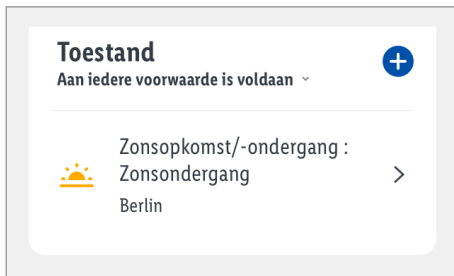 Toestand
Aan iedere voorwaarde is voldaan
Zonsopkomst/-ondergang :
Zonsondergang
Berlin